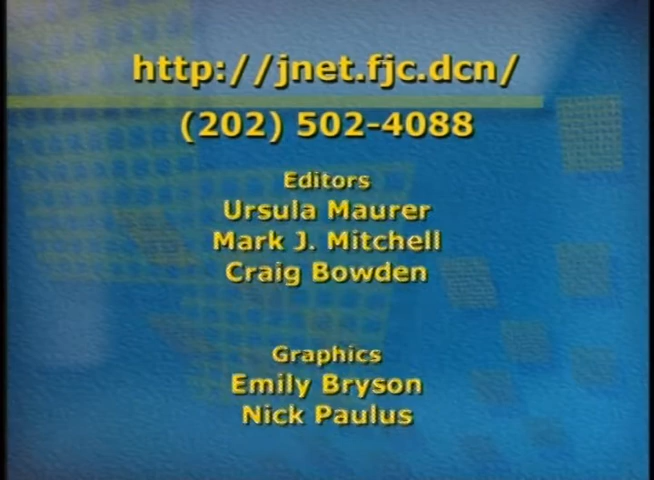 http://jnet.fjc.dcn/
(202) 502-4088
Editors
Ursula Maurer
Mark J. Mitchell
Craig Bowden
Graphics
Emily Bryson
Nick Paulus